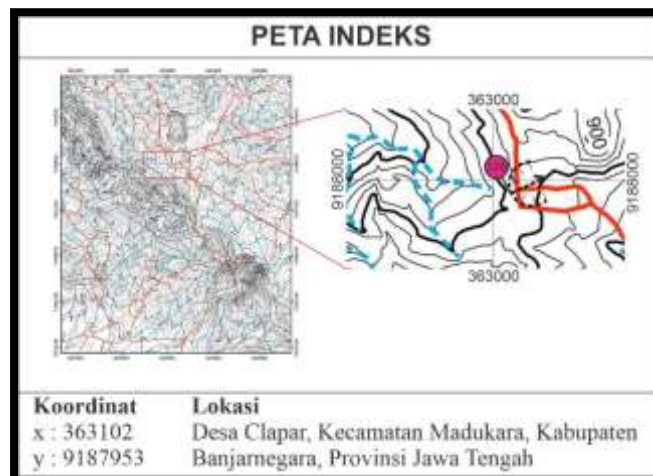 PETA INDEKS
363000
900
9188000
9188000
363000
Koordinat
Lokasi
x : 363102
Desa Clapar, Kecamatan Madukara, Kabupaten
y : 9187953
Banjarnegara, Provinsi Jawa Tengah